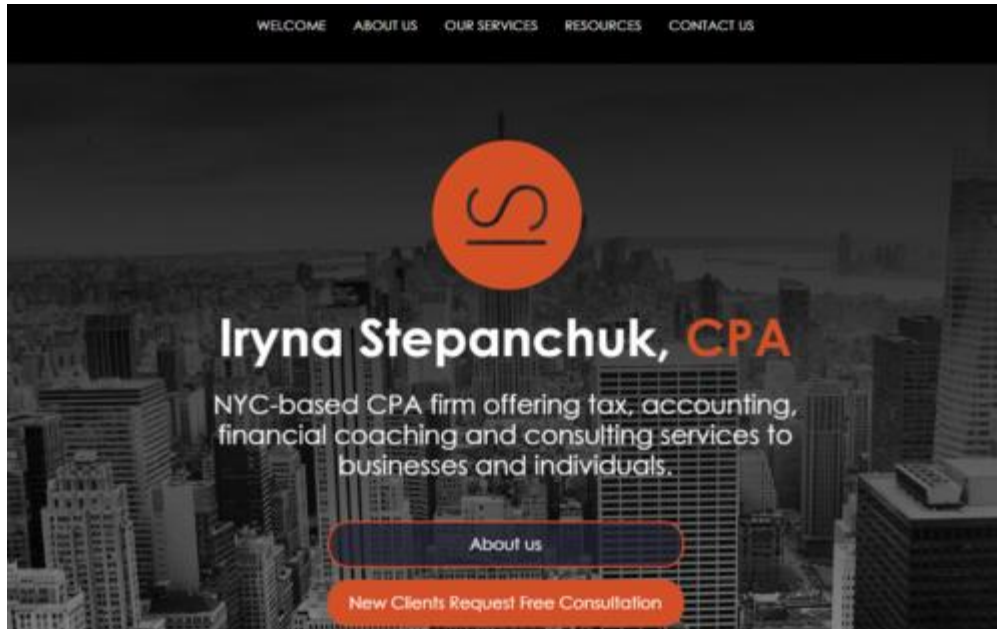 WELCOME ABOUT US OUR SERVICES RESOURCES CONTACT US
IS
Iryna Stepanchuk, CPA
NYC-based CPA firm offering tax, accounting,
financial coaching and consulting services to
businesses and individuals.
About us
New Clients Request Free Consultation